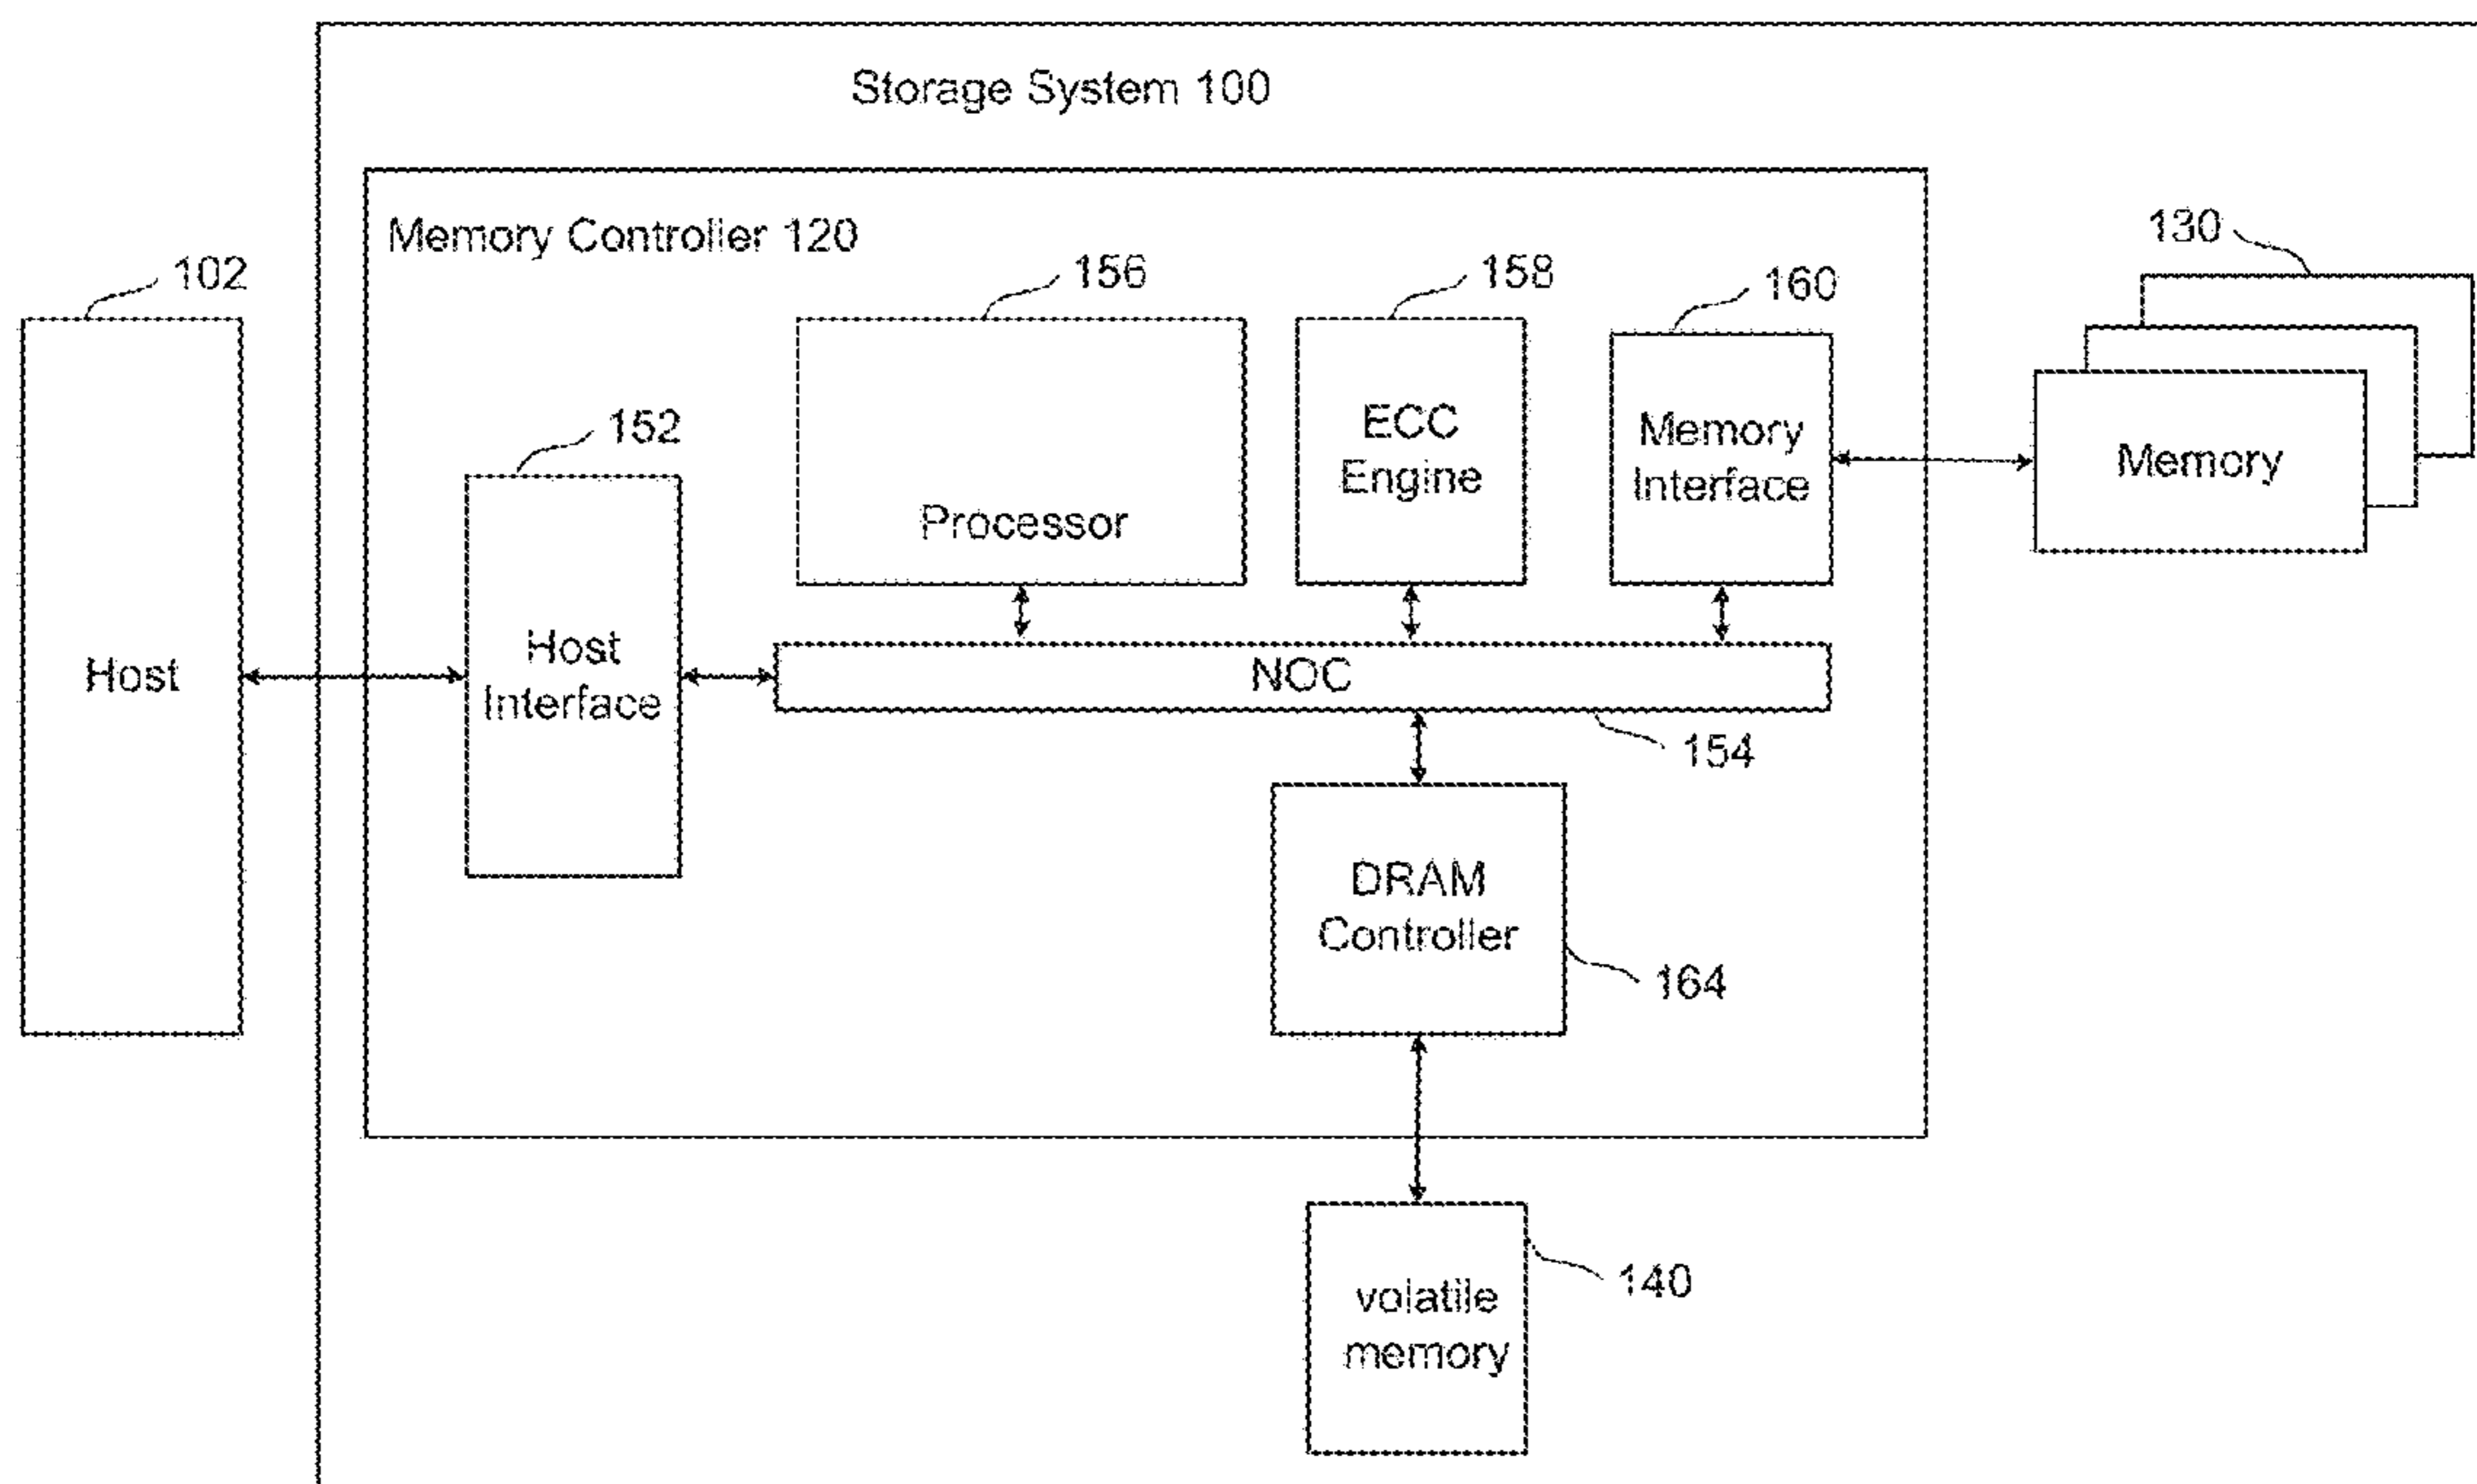 Storage System 100
Memory Controller 120
102
156
158
160
130
152
Processor
ECC
Engine
Memory
Interface
Memory
Host
Host
Interface
NOC
154
DRAM
Controller
164
volatile
memory
140